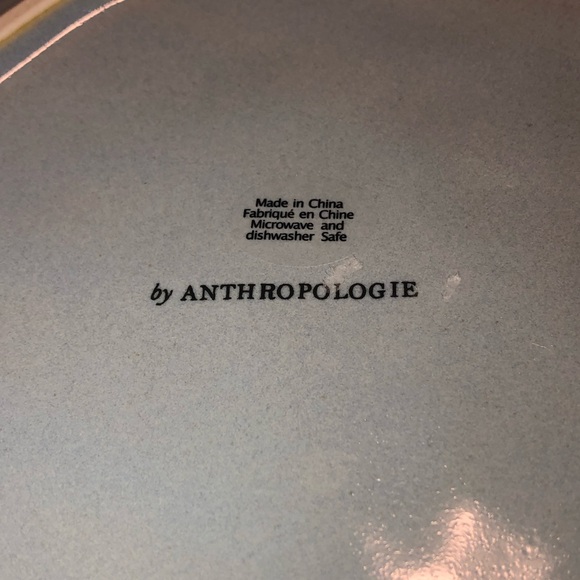 Made in China
Fabriqué en Chine
Microwave and
dishwasher Safe
by ANTHROPOLOGIE